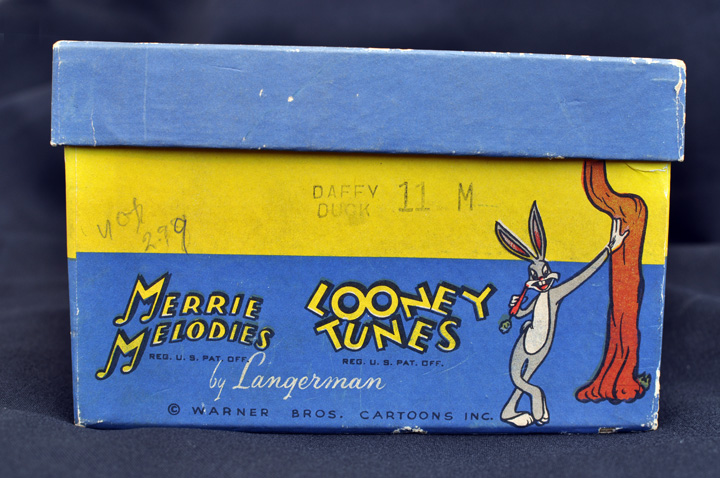 DAFFY
DUCK
11 M
2.99
MERRIE
MELODIES
REG. U. S. PAT. OFF.
LOONEY
TUNES
REG. U. S. PAT. OFF.
by Langerman
© WARNER BROS. CARTOONS INC.